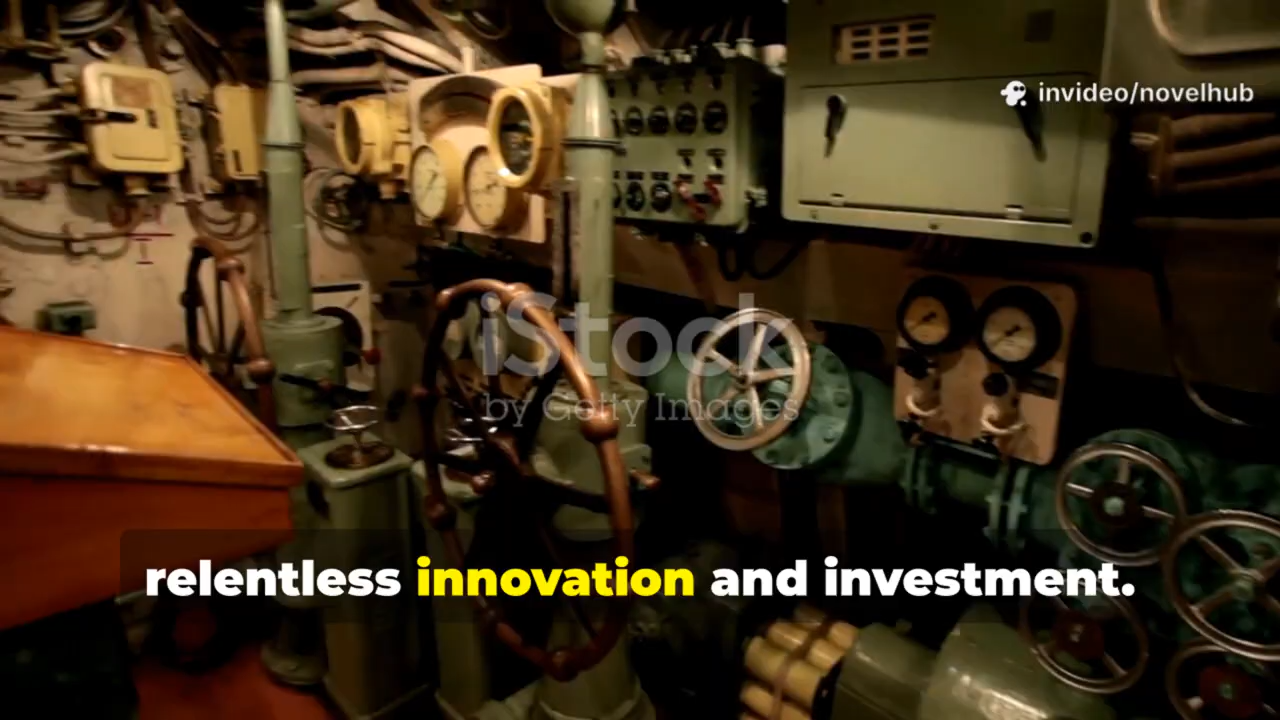 invideo/novelhub
iStock
by Getty Images
relentless innovation and investment.